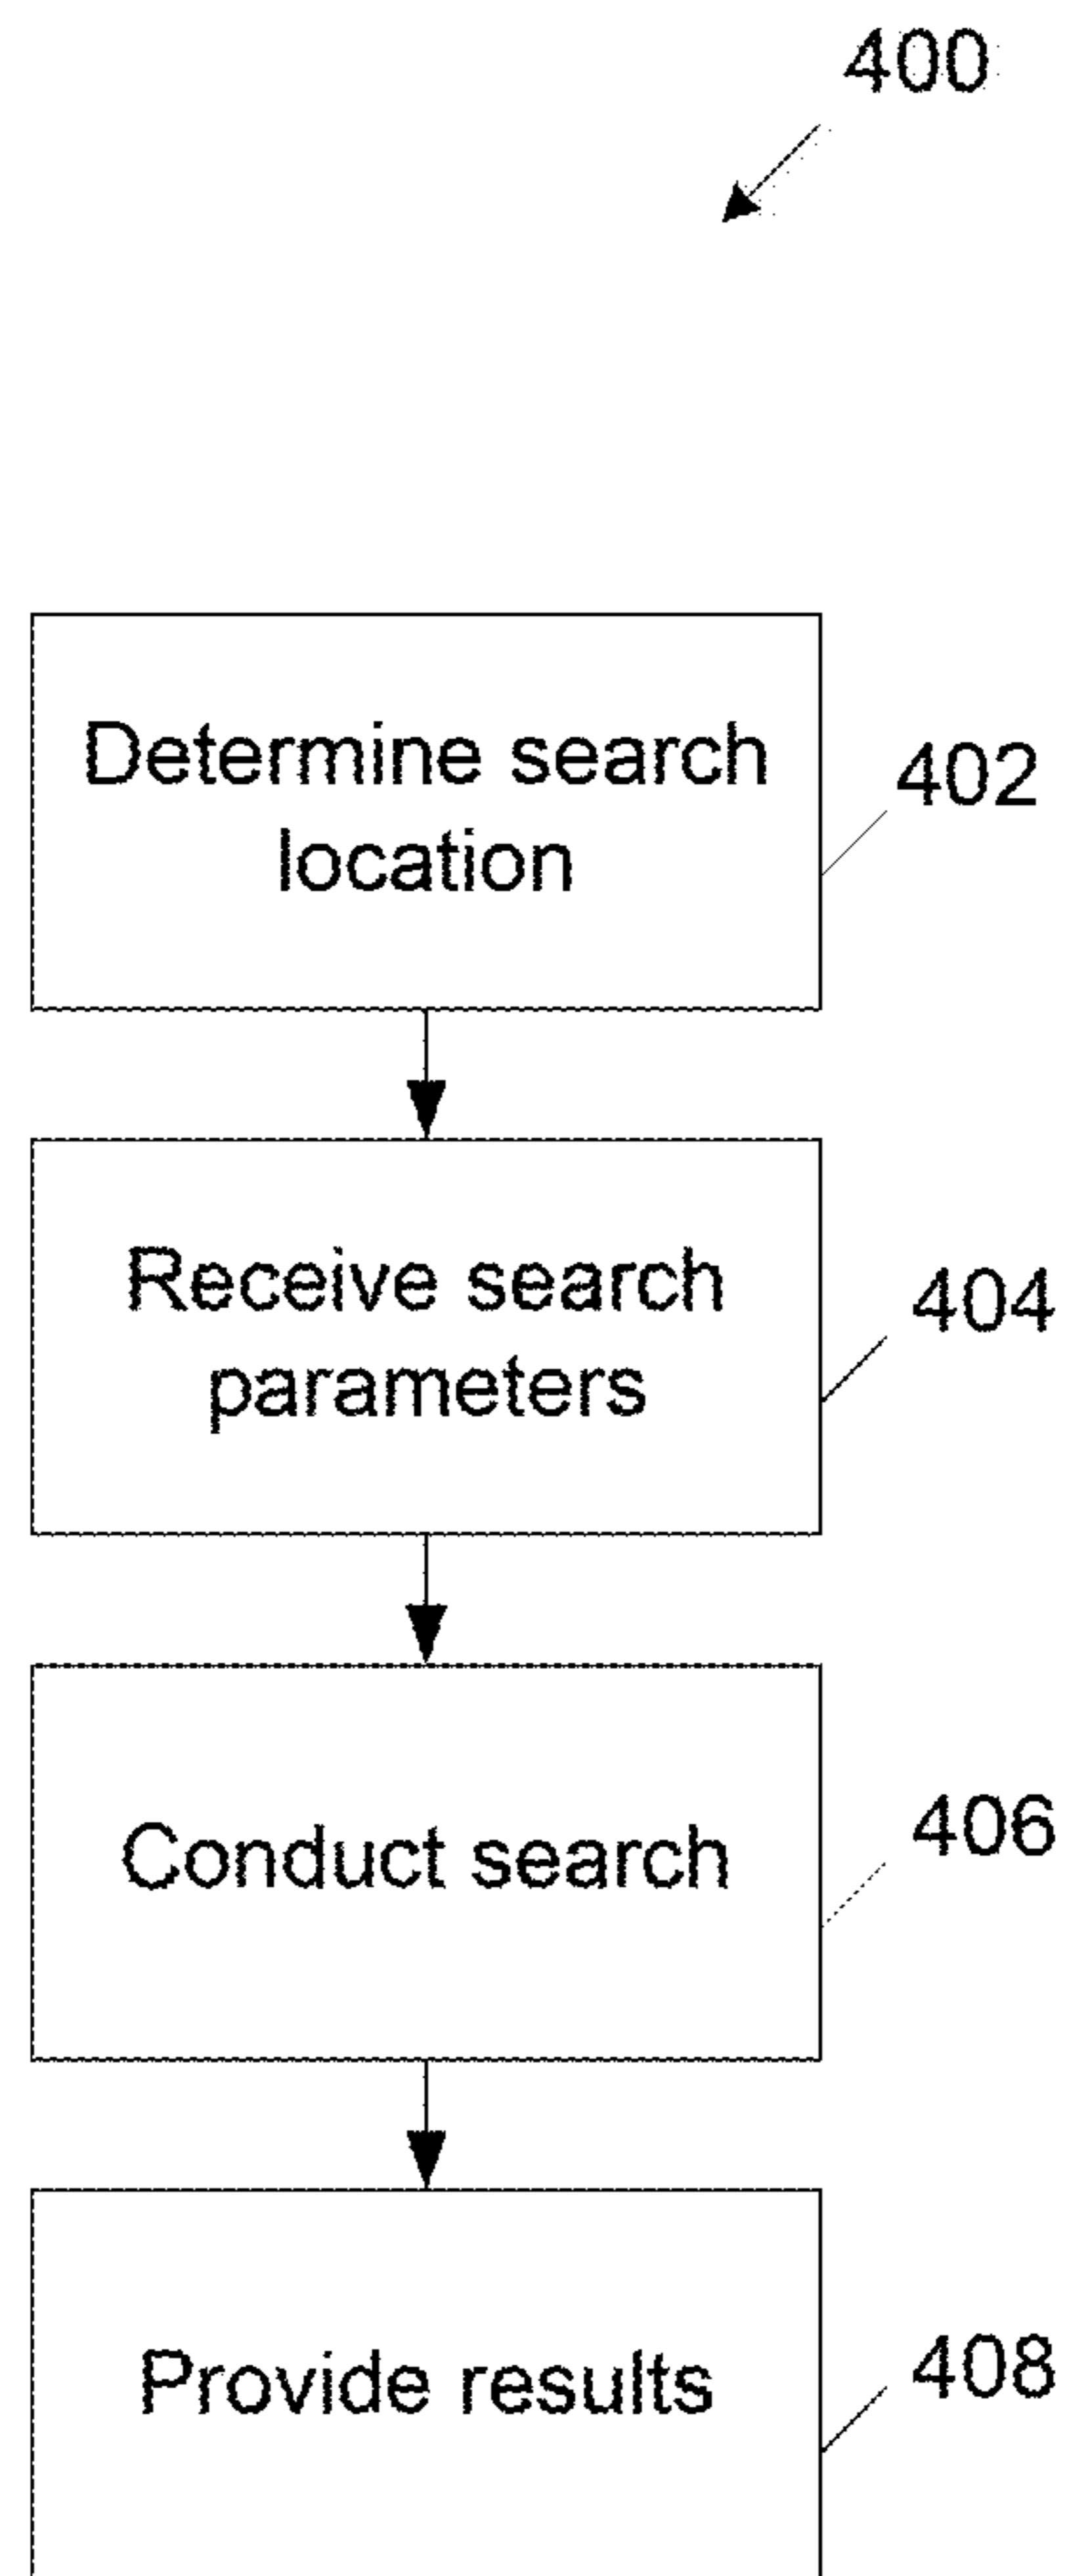 400
Determine search
location
402
Receive search
parameters
404
Conduct search
406
Provide results
408